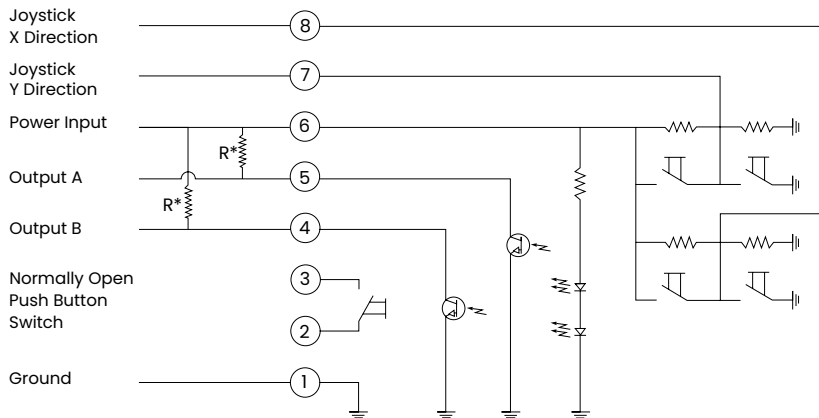 Joystick
X Direction
8
Joystick
Y Direction
7
Power Input
6
R*
Output A
5
R*
Output B
4
Normally Open
Push Button
Switch
3
2
Ground
1